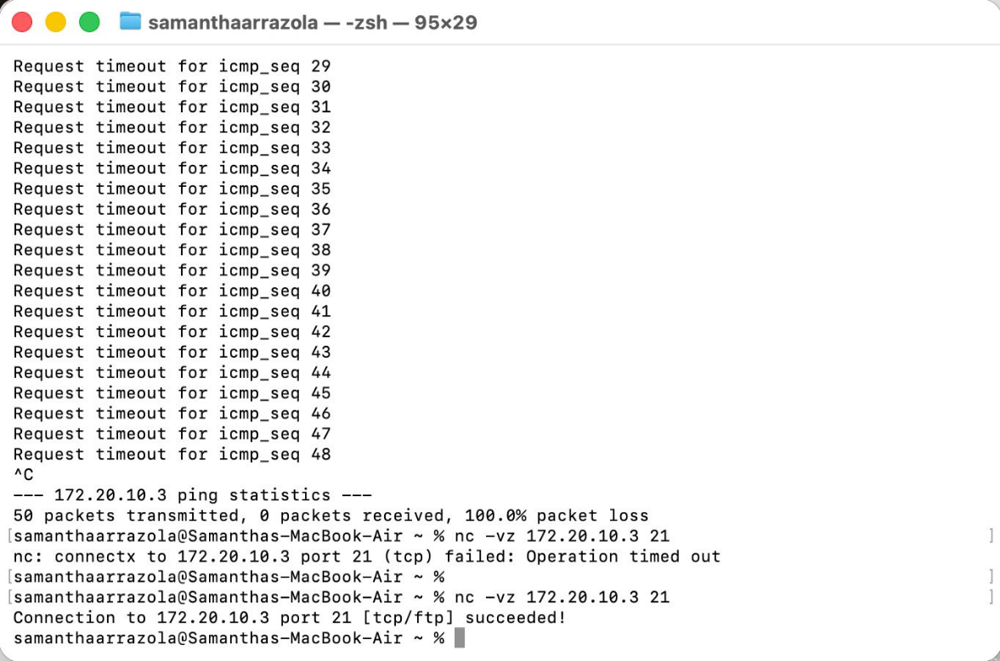 samanthaarrazola — -zsh — 95×29
Request timeout for icmp_seq 29
Request timeout for icmp_seq 30
Request timeout for icmp_seq 31
Request timeout for icmp_seq 32
Request timeout for icmp_seq 33
Request timeout for icmp_seq 34
Request timeout for icmp_seq 35
Request timeout for icmp_seq 36
Request timeout for icmp_seq 37
Request timeout for icmp_seq 38
Request timeout for icmp_seq 39
Request timeout for icmp_seq 40
Request timeout for icmp_seq 41
Request timeout for icmp_seq 42
Request timeout for icmp_seq 43
Request timeout for icmp_seq 44
Request timeout for icmp_seq 45
Request timeout for icmp_seq 46
Request timeout for icmp_seq 47
Request timeout for icmp_seq 48
^C
--- 172.20.10.3 ping statistics ---
50 packets transmitted, 0 packets received, 100.0% packet loss
[samanthaarrazola@Samanthas-MacBook-Air ~ % nc -vz 172.20.10.3 21 ]
nc: connectx to 172.20.10.3 port 21 (tcp) failed: Operation timed out
[samanthaarrazola@Samanthas-MacBook-Air ~ % ]
[samanthaarrazola@Samanthas-MacBook-Air ~ % nc -vz 172.20.10.3 21 ]
Connection to 172.20.10.3 port 21 [tcp/ftp] succeeded!
samanthaarrazola@Samanthas-MacBook-Air ~ %